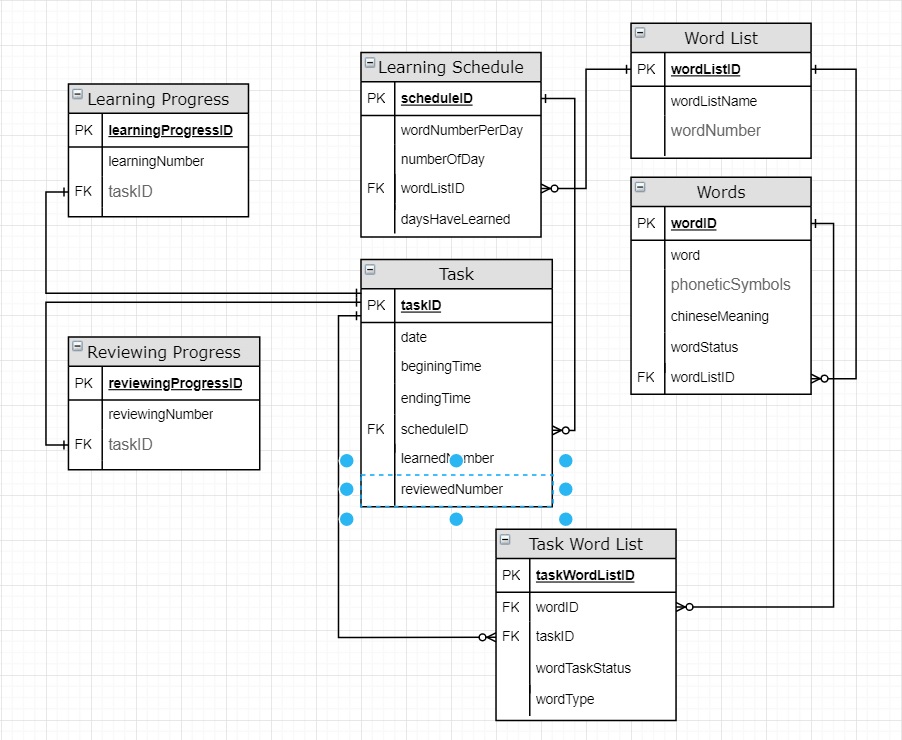 Word List
PK wordListID
wordListName
wordNumber
Learning Schedule
PK scheduleID
wordNumberPerDay
numberOfDay
FK wordListID
daysHaveLearned
Learning Progress
PK learningProgressID
learningNumber
FK taskID
Words
PK wordID
word
phoneticSymbols
chineseMeaning
wordStatus
FK wordListID
Task
PK taskID
date
beginingTime
endingTime
FK scheduleID
learnedNumber
reviewedNumber
Reviewing Progress
PK reviewingProgressID
reviewingNumber
FK taskID
Task Word List
PK taskWordListID
FK wordID
FK taskID
wordTaskStatus
wordType